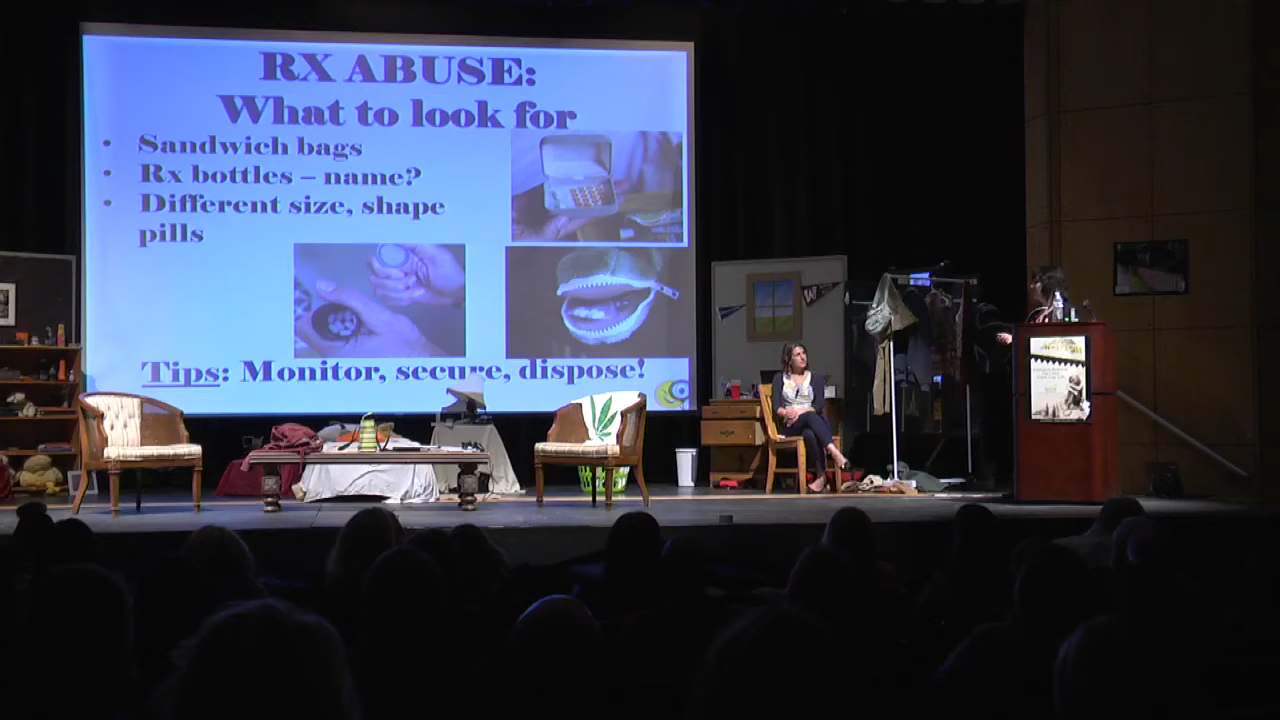 RX ABUSE:
What to look for
• Sandwich bags
• Rx bottles – name?
• Different size, shape
pills
Tips: Monitor, secure, dispose!
W